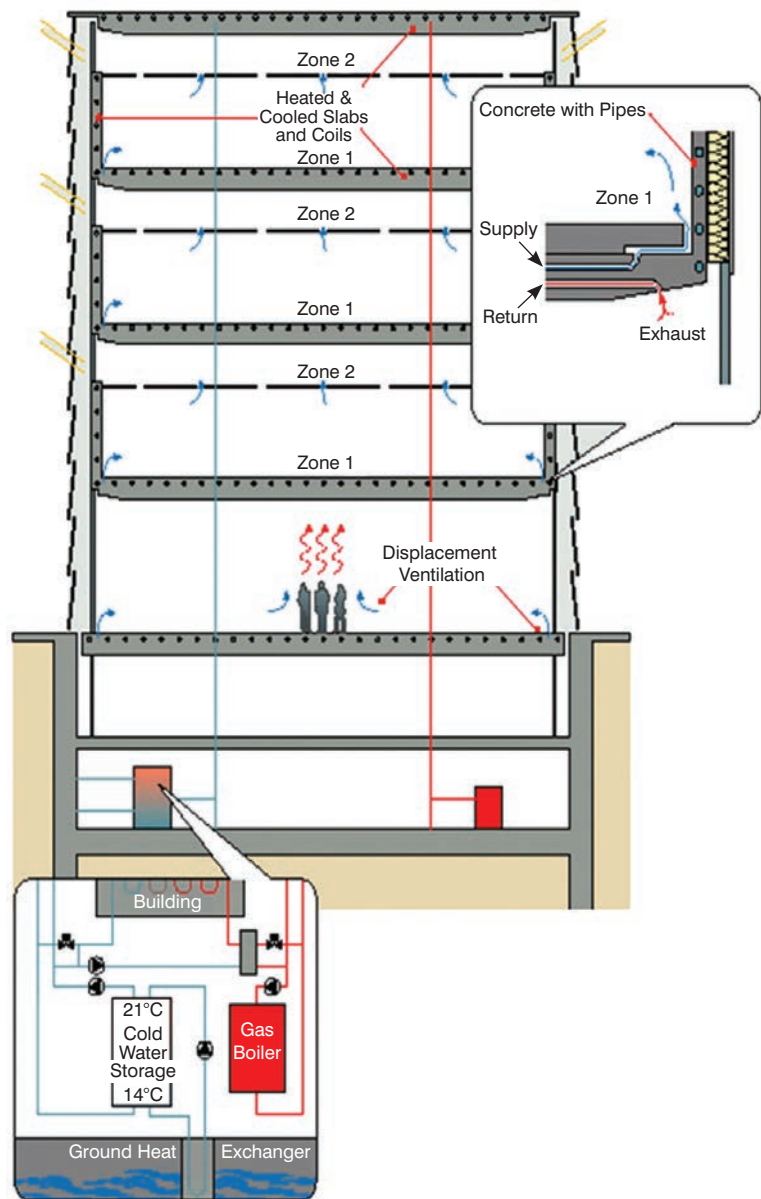 Zone 2
Heated &
Cooled Slabs
and Coils
Zone 1
Zone 2
Zone 1
Zone 2
Zone 1
Concrete with Pipes
Zone 1
Supply
Return
Exhaust
Displacement
Ventilation
Building
21°C
Cold
Water
Storage
14°C
Gas
Boiler
Ground Heat
Exchanger